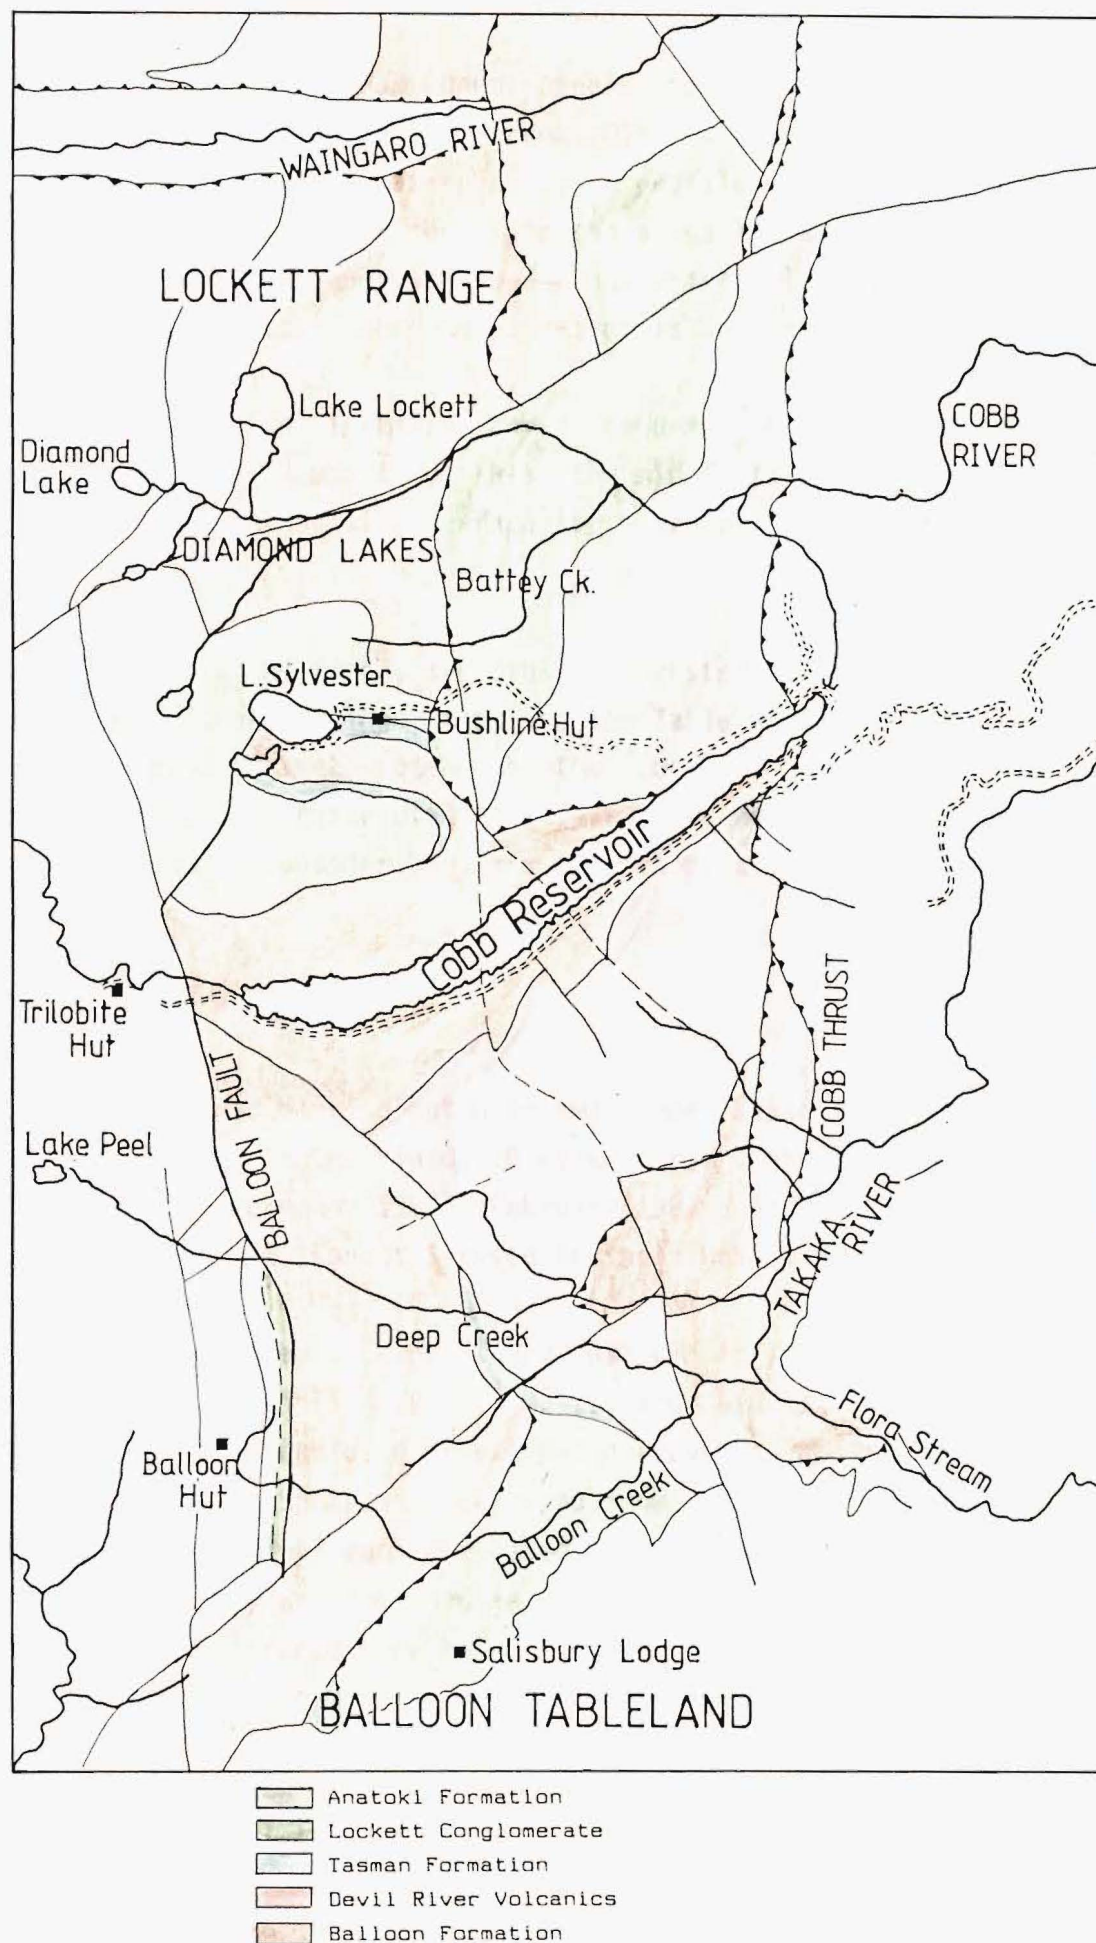 WAINGARO RIVER
LOCKETT RANGE
Lake Lockett
COBB
RIVER
Diamond
Lake
DIAMOND LAKES
Battey Ck.
L. Sylvester
Bushline Hut
Cobb Reservoir
Trilobite
Hut
COBB THRUST
BALLOON FAULT
Lake Peel
TAKAKA
RIVER
Deep Creek
Flora Stream
Balloon
Hut
Balloon Creek
Salisbury Lodge
BALLOON TABLELAND
Anatoki Formation
Lockett Conglomerate
Tasman Formation
Devil River Volcanics
Balloon Formation